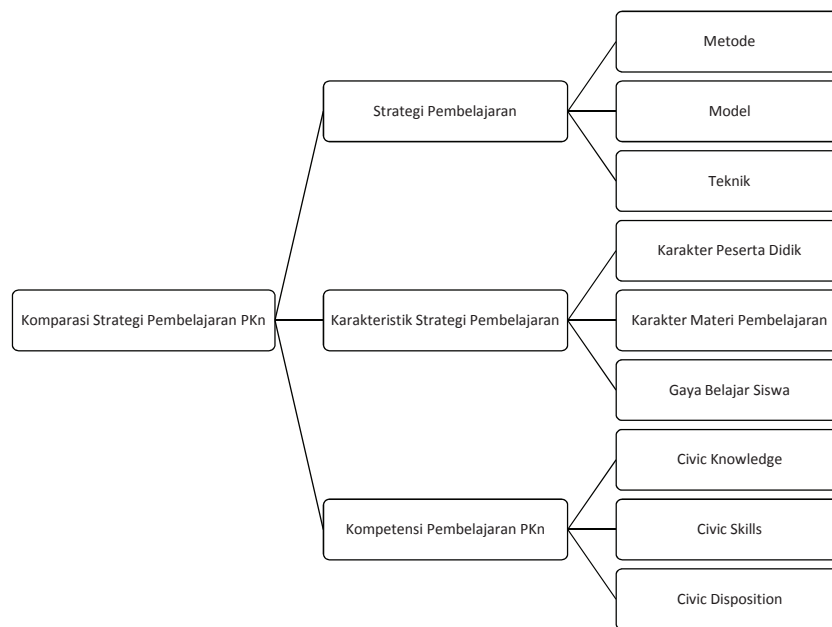 Metode
Strategi Pembelajaran
Model
Teknik
Karakter Peserta Didik
Komparasi Strategi Pembelajaran PKn
Karakteristik Strategi Pembelajaran
Karakter Materi Pembelajaran
Gaya Belajar Siswa
Civic Knowledge
Kompetensi Pembelajaran PKn
Civic Skills
Civic Disposition